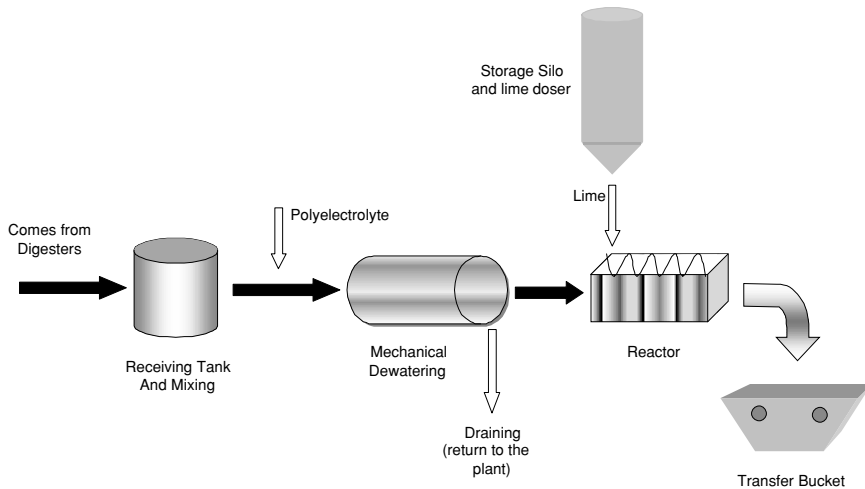 Storage Silo
and lime doser
Lime
Polyelectrolyte
Comes from
Digesters
Receiving Tank
And Mixing
Mechanical
Dewatering
Reactor
Draining
(return to the
plant)
Transfer Bucket